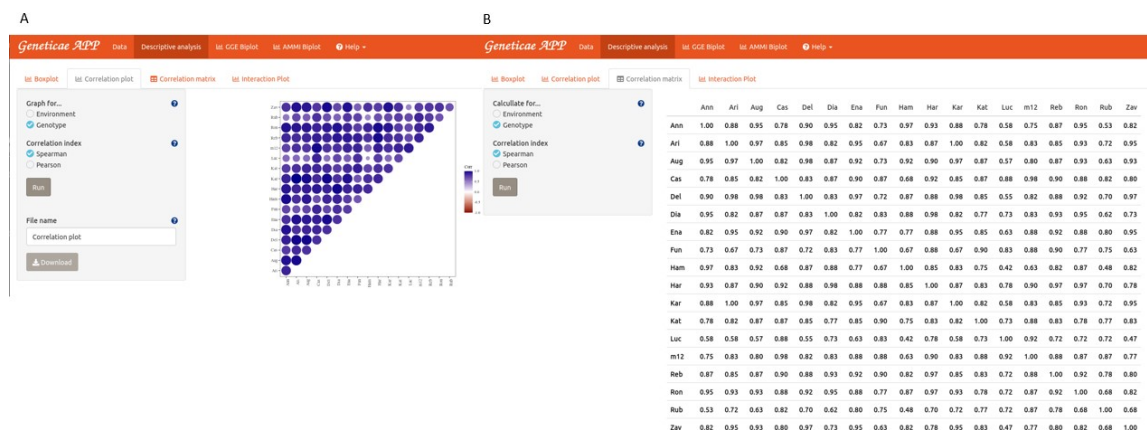 A
B
Geneticae APP Data Descriptive analysis GGE Biplot AMMI Biplot Help
Boxplot Correlation plot Correlation matrix Interaction Plot
Graph for...
Environment
Genotype
Correlation index
Spearman
Pearson
Run
File name
Correlation plot
Download
Geneticae APP Data Descriptive analysis GGE Biplot AMMI Biplot Help
Boxplot Correlation plot Correlation matrix Interaction Plot
Calcullate for...
Environment
Genotype
Correlation index
Spearman
Pearson
Run
Ann Ari Aug Cas Del Dia Ena Fun Ham Har Kar Kat Luc m12 Reb Ron Rub Zav
Ann 1.00 0.88 0.95 0.78 0.90 0.95 0.82 0.73 0.97 0.93 0.88 0.78 0.58 0.75 0.87 0.95 0.53 0.82
Ari 0.88 1.00 0.97 0.85 0.98 0.82 0.95 0.67 0.83 0.87 1.00 0.82 0.58 0.83 0.85 0.93 0.72 0.95
Aug 0.95 0.97 1.00 0.82 0.98 0.87 0.92 0.73 0.92 0.90 0.97 0.87 0.57 0.80 0.87 0.93 0.63 0.93
Cas 0.78 0.85 0.82 1.00 0.83 0.87 0.90 0.87 0.68 0.92 0.85 0.87 0.88 0.98 0.90 0.88 0.82 0.80
Del 0.90 0.98 0.98 0.83 1.00 0.83 0.97 0.72 0.87 0.88 0.98 0.85 0.55 0.82 0.88 0.92 0.70 0.97
Dia 0.95 0.82 0.87 0.87 0.83 1.00 0.82 0.83 0.88 0.98 0.82 0.77 0.73 0.83 0.93 0.95 0.62 0.73
Ena 0.82 0.95 0.92 0.90 0.97 0.82 1.00 0.77 0.77 0.88 0.95 0.85 0.63 0.88 0.92 0.88 0.80 0.95
Fun 0.73 0.67 0.73 0.87 0.72 0.83 0.77 1.00 0.67 0.88 0.67 0.90 0.83 0.88 0.90 0.77 0.75 0.63
Ham 0.97 0.83 0.92 0.68 0.87 0.88 0.77 0.67 1.00 0.85 0.83 0.75 0.42 0.63 0.82 0.87 0.48 0.82
Har 0.93 0.87 0.90 0.92 0.88 0.98 0.88 0.88 0.85 1.00 0.87 0.83 0.78 0.90 0.97 0.97 0.70 0.78
Kar 0.88 1.00 0.97 0.85 0.98 0.82 0.95 0.67 0.83 0.87 1.00 0.82 0.58 0.83 0.85 0.93 0.72 0.95
Kat 0.78 0.82 0.87 0.87 0.85 0.77 0.85 0.90 0.75 0.83 0.82 1.00 0.73 0.88 0.83 0.78 0.77 0.83
Luc 0.58 0.58 0.57 0.88 0.55 0.73 0.63 0.83 0.42 0.78 0.58 0.73 1.00 0.92 0.72 0.72 0.72 0.47
m12 0.75 0.83 0.80 0.98 0.82 0.83 0.88 0.88 0.63 0.90 0.83 0.88 0.92 1.00 0.88 0.87 0.87 0.77
Reb 0.87 0.85 0.87 0.90 0.88 0.93 0.92 0.90 0.82 0.97 0.85 0.83 0.72 0.88 1.00 0.92 0.78 0.80
Ron 0.95 0.93 0.93 0.88 0.92 0.95 0.88 0.77 0.87 0.97 0.93 0.78 0.72 0.87 0.92 1.00 0.68 0.82
Rub 0.53 0.72 0.63 0.82 0.70 0.62 0.80 0.75 0.48 0.70 0.72 0.77 0.72 0.87 0.78 0.68 1.00 0.68
Zav 0.82 0.95 0.93 0.80 0.97 0.73 0.95 0.63 0.82 0.78 0.95 0.83 0.47 0.77 0.80 0.82 0.68 1.00